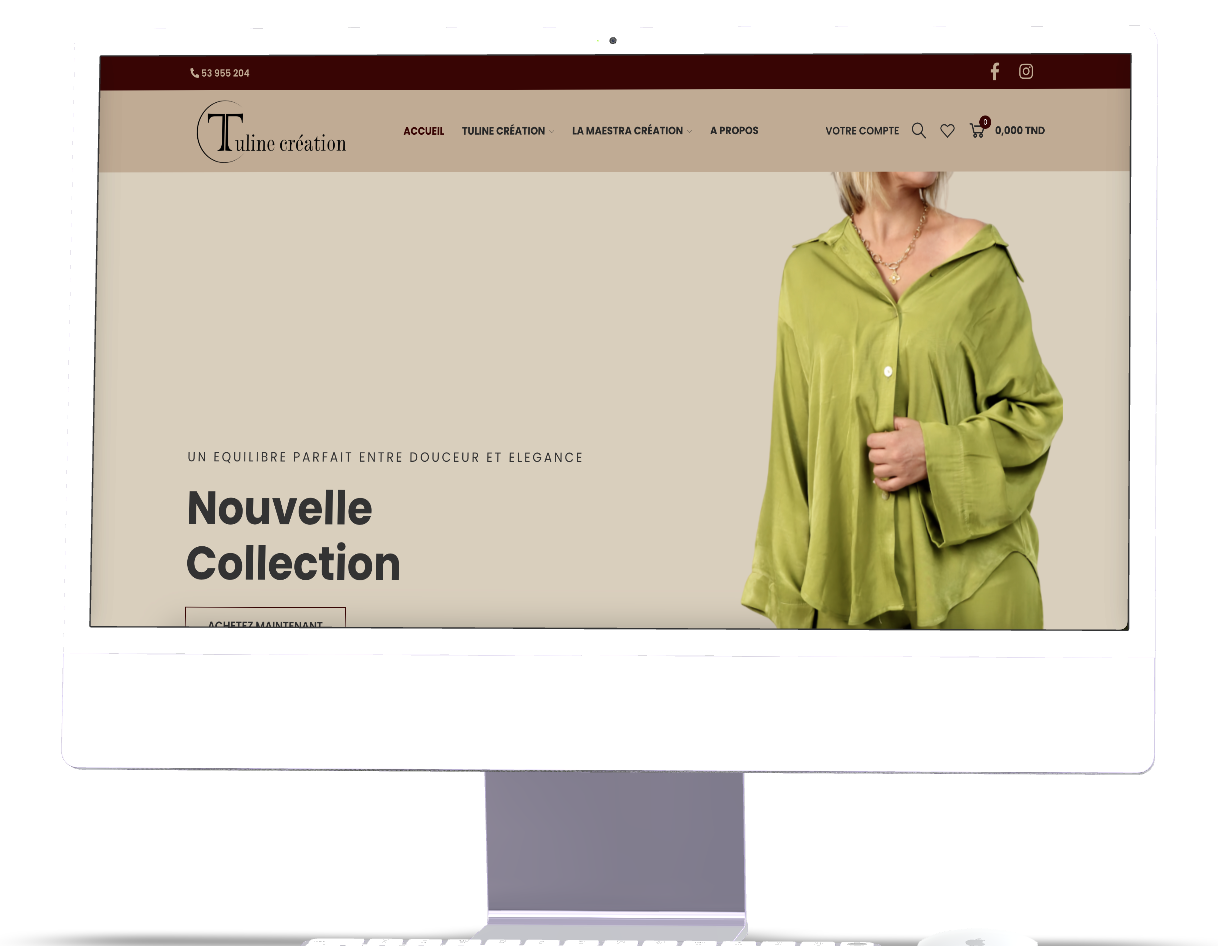 53 955 204
Tuline création
ACCUEIL TULINE CRÉATION LA MAESTRA CRÉATION A PROPOS VOTRE COMPTE 0 0,000 TND
UN EQUILIBRE PARFAIT ENTRE DOUCEUR ET ELEGANCE
Nouvelle
Collection
ACHETEZ MAINTENANT